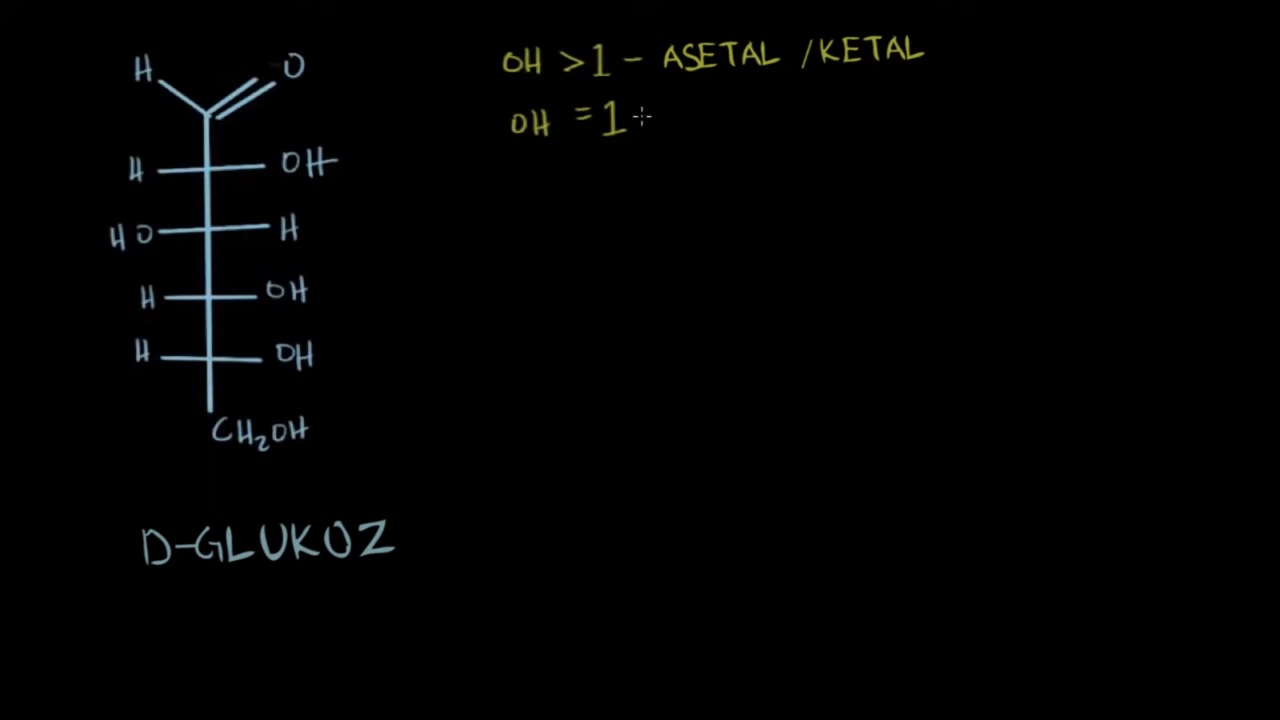 H O
H OH
HO H
H OH
H OH
CH₂OH
D-GLUKOZ
OH > 1 - ASETAL / KETAL
OH = 1